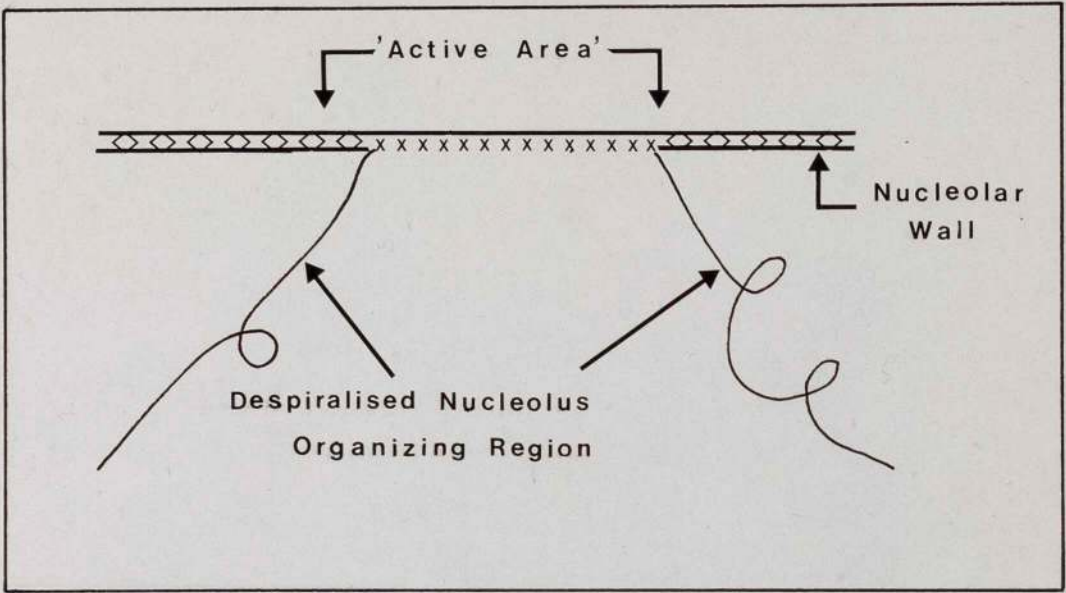 'Active Area'
x x x x x x x x x x x x x
Nucleolar
Wall
Despiralised Nucleolus
Organizing Region